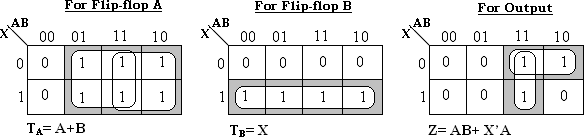 For Flip-flop A For Flip-flop B For Output
AB AB AB
X 00 01 11 10 X 00 01 11 10 X 00 01 11 10
0 0 1 1 1 0 0 0 0 0 0 0 0 1 1
1 0 1 1 1 1 1 1 1 1 1 0 0 1 0
TA= A+B TB= X Z= AB+ X’A